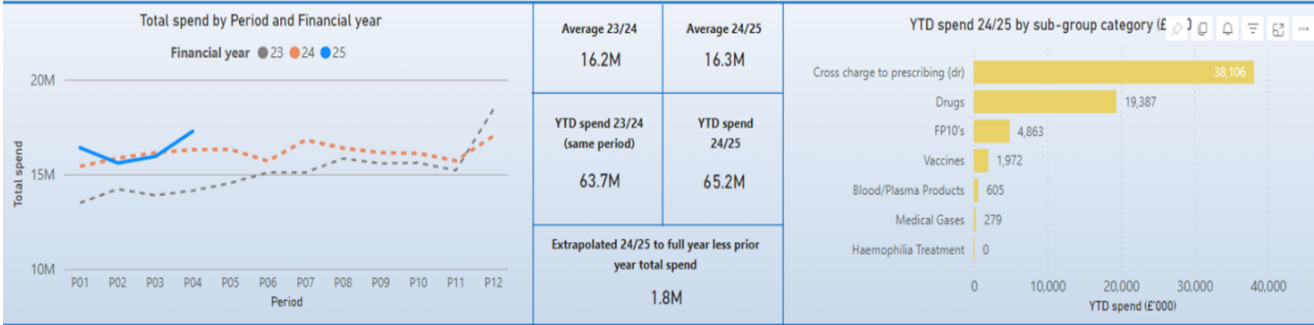 Total spend by Period and Financial year
Financial year 23 24 25
20M
15M
10M
Total spend
P01 P02 P03 P04 P05 P06 P07 P08 P09 P10 P11 P12
Period
Average 23/24
16.2M
Average 24/25
16.3M
YTD spend 23/24
(same period)
63.7M
YTD spend
24/25
65.2M
Extrapolated 24/25 to full year less prior
year total spend
1.8M
YTD spend 24/25 by sub-group category (£
Cross charge to prescribing (dr) 38,106
Drugs 19,387
FP10's 4,863
Vaccines 1,972
Blood/Plasma Products 605
Medical Gases 279
Haemophilia Treatment 0
0 10,000 20,000 30,000 40,000
YTD spend (£'000)